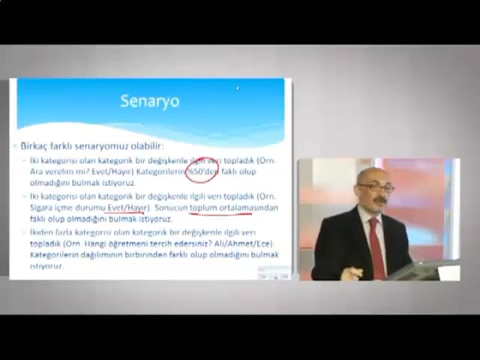 Senaryo
Birkaç farklı senaryomuz olabilir:
İki kategorisi olan kategorik bir değişkenle ilgili veri topladık (Örn.
Ara verelim mi? Evet/Hayır) Kategorilerin %50'den faklı olup
olmadığını bulmak istiyoruz.
İki kategorisi olan kategorik bir değişkenle ilgili veri topladık (Örn.
Sigara içme durumu Evet/Hayır). Sonucun toplum ortalamasından
faklı olup olmadığını bulmak istiyoruz.
İkiden fazla kategorisi olan kategorik bir değişkenle ilgili veri
topladık (Örn. Hangi öğretmeni tercih edersiniz? Ali/Ahmet/Ece)
Kategorilerin dağılımının birbirinden farklı olup olmadığını bulmak
istiyoruz.